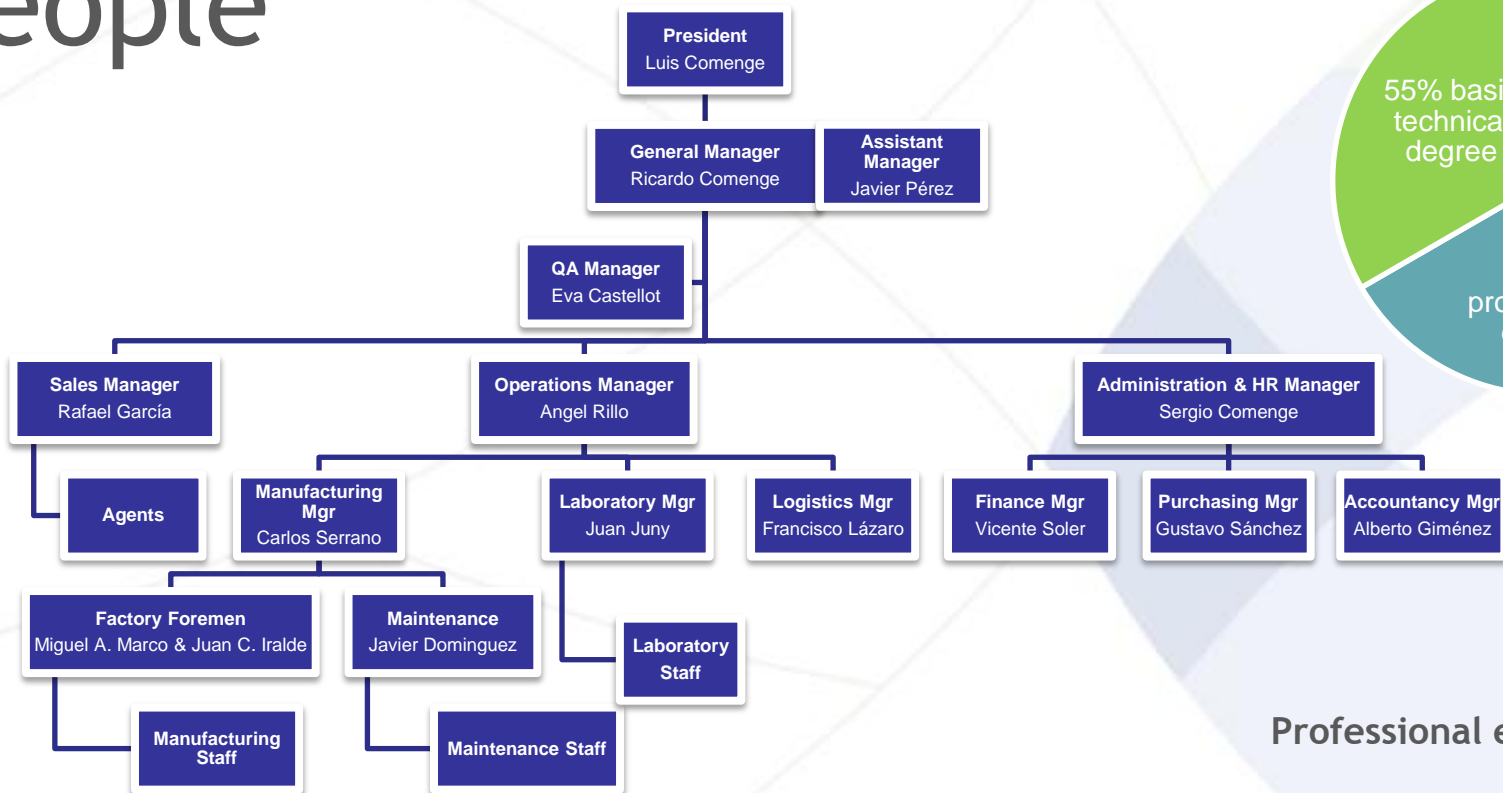 eople
President
Luis Comenge
General Manager
Ricardo Comenge
Assistant
Manager
Javier Pérez
QA Manager
Eva Castellot
Sales Manager
Rafael García
Operations Manager
Angel Rillo
Administration & HR Manager
Sergio Comenge
Agents
Manufacturing
Mgr
Carlos Serrano
Laboratory Mgr
Juan Juny
Logistics Mgr
Francisco Lázaro
Finance Mgr
Vicente Soler
Purchasing Mgr
Gustavo Sánchez
Accountancy Mgr
Alberto Giménez
Factory Foremen
Miguel A. Marco & Juan C. Iralde
Maintenance
Javier Dominguez
Laboratory
Staff
Manufacturing
Staff
Maintenance Staff
55% basi
technica
degree
pro
Professional e